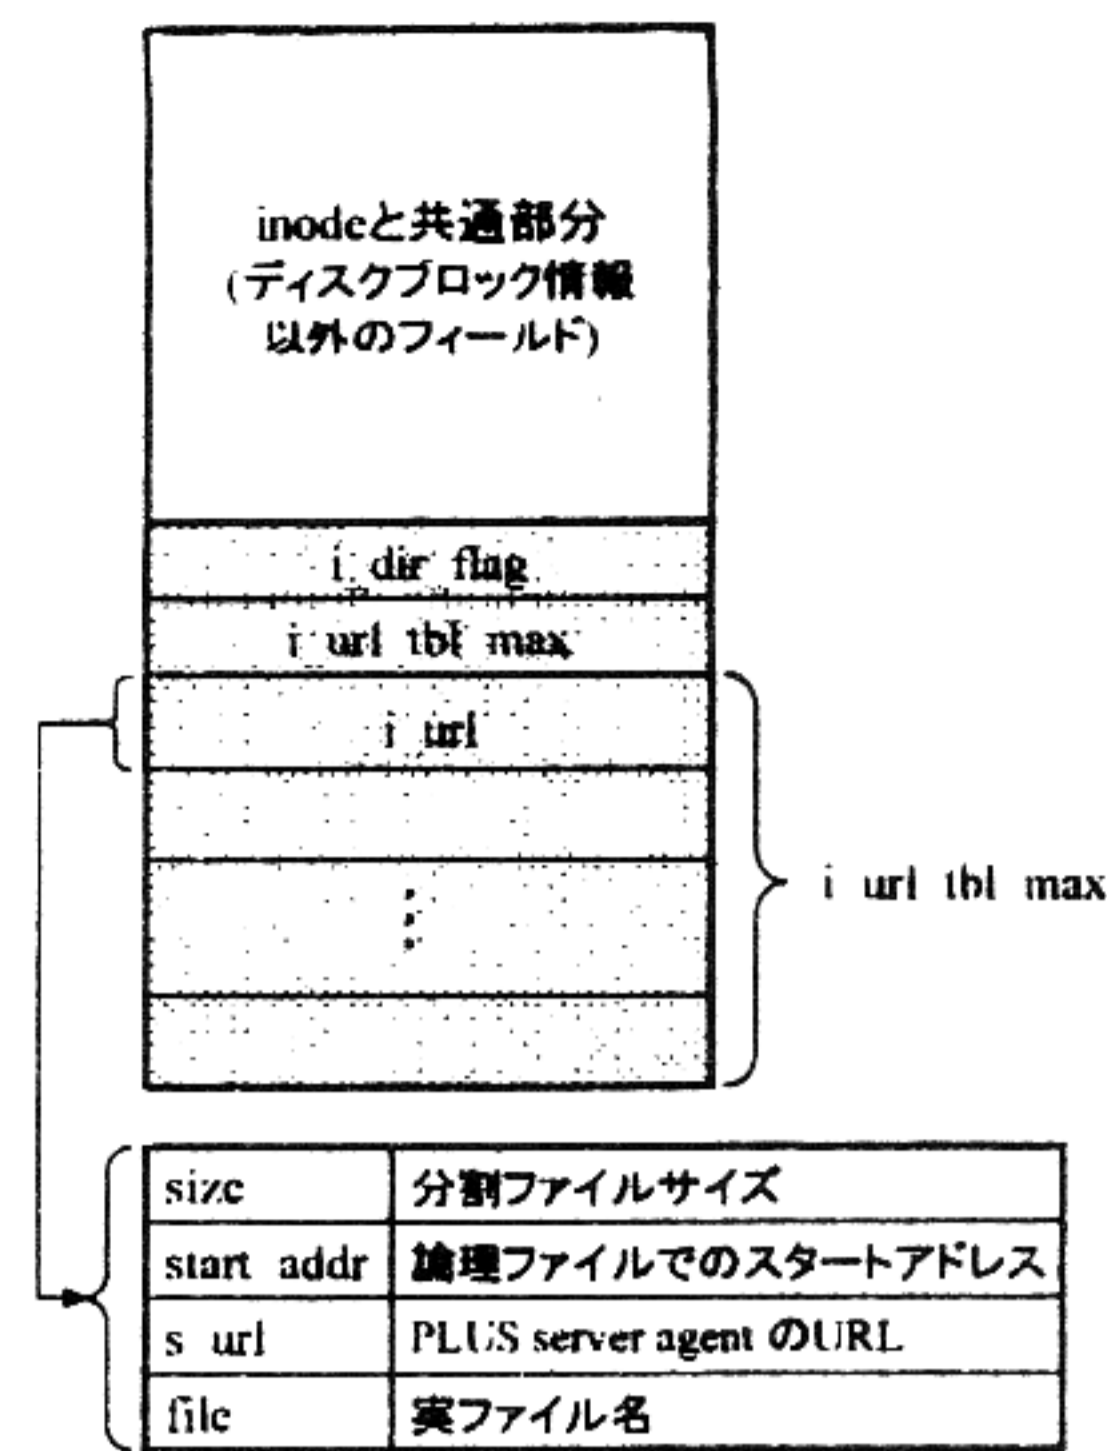 inodeと共通部分
(ディスクブロック情報
以外のフィールド)
i dir flag
i url tbl max
i url
i url tbl max
size 分割ファイルサイズ
start addr 論理ファイルでのスタートアドレス
s url PLUS server agent のURL
file 実ファイル名